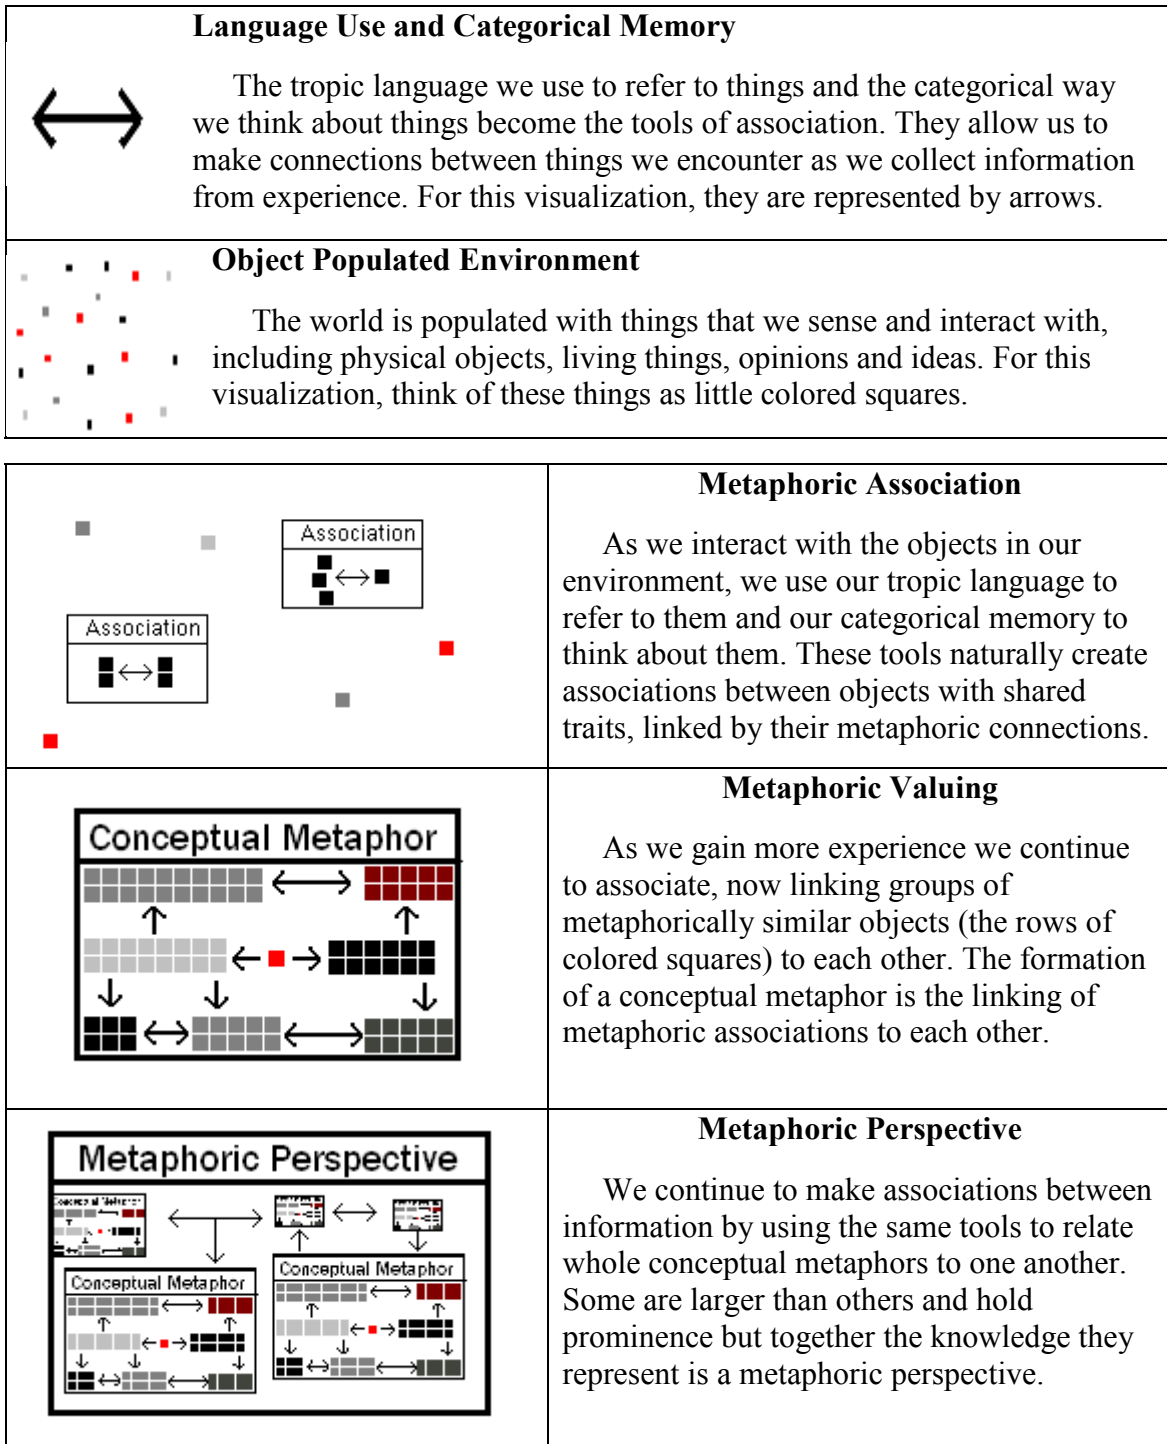 Language Use and Categorical Memory
The tropic language we use to refer to things and the categorical way
we think about things become the tools of association. They allow us to
make connections between things we encounter as we collect information
from experience. For this visualization, they are represented by arrows.
Object Populated Environment
The world is populated with things that we sense and interact with,
including physical objects, living things, opinions and ideas. For this
visualization, think of these things as little colored squares.
Association
Association
Metaphoric Association
As we interact with the objects in our
environment, we use our tropic language to
refer to them and our categorical memory to
think about them. These tools naturally create
associations between objects with shared
traits, linked by their metaphoric connections.
Conceptual Metaphor
Metaphoric Valuing
As we gain more experience we continue
to associate, now linking groups of
metaphorically similar objects (the rows of
colored squares) to each other. The formation
of a conceptual metaphor is the linking of
metaphoric associations to each other.
Metaphoric Perspective
Conceptual Metaphor
Conceptual Metaphor
Conceptual Metaphor
Metaphoric Perspective
We continue to make associations between
information by using the same tools to relate
whole conceptual metaphors to one another.
Some are larger than others and hold
prominence but together the knowledge they
represent is a metaphoric perspective.